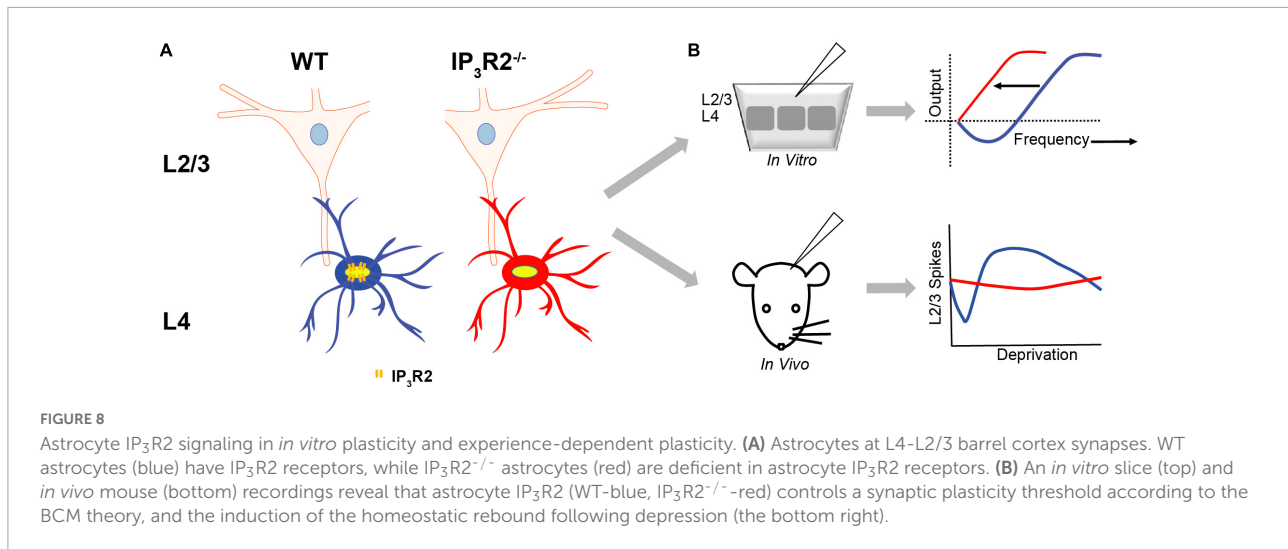 A
WT
IP₃R2⁻/⁻
L2/3
L4
IP₃R2
B
L2/3
L4
In Vitro
Output
Frequency
In Vivo
L2/3 Spikes
Deprivation
FIGURE 8
Astrocyte IP₃R2 signaling in in vitro plasticity and experience-dependent plasticity. (A) Astrocytes at L4-L2/3 barrel cortex synapses. WT
astrocytes (blue) have IP₃R2 receptors, while IP₃R2⁻/⁻ astrocytes (red) are deficient in astrocyte IP₃R2 receptors. (B) An in vitro slice (top) and
in vivo mouse (bottom) recordings reveal that astrocyte IP₃R2 (WT-blue, IP₃R2⁻/⁻-red) controls a synaptic plasticity threshold according to the
BCM theory, and the induction of the homeostatic rebound following depression (the bottom right).